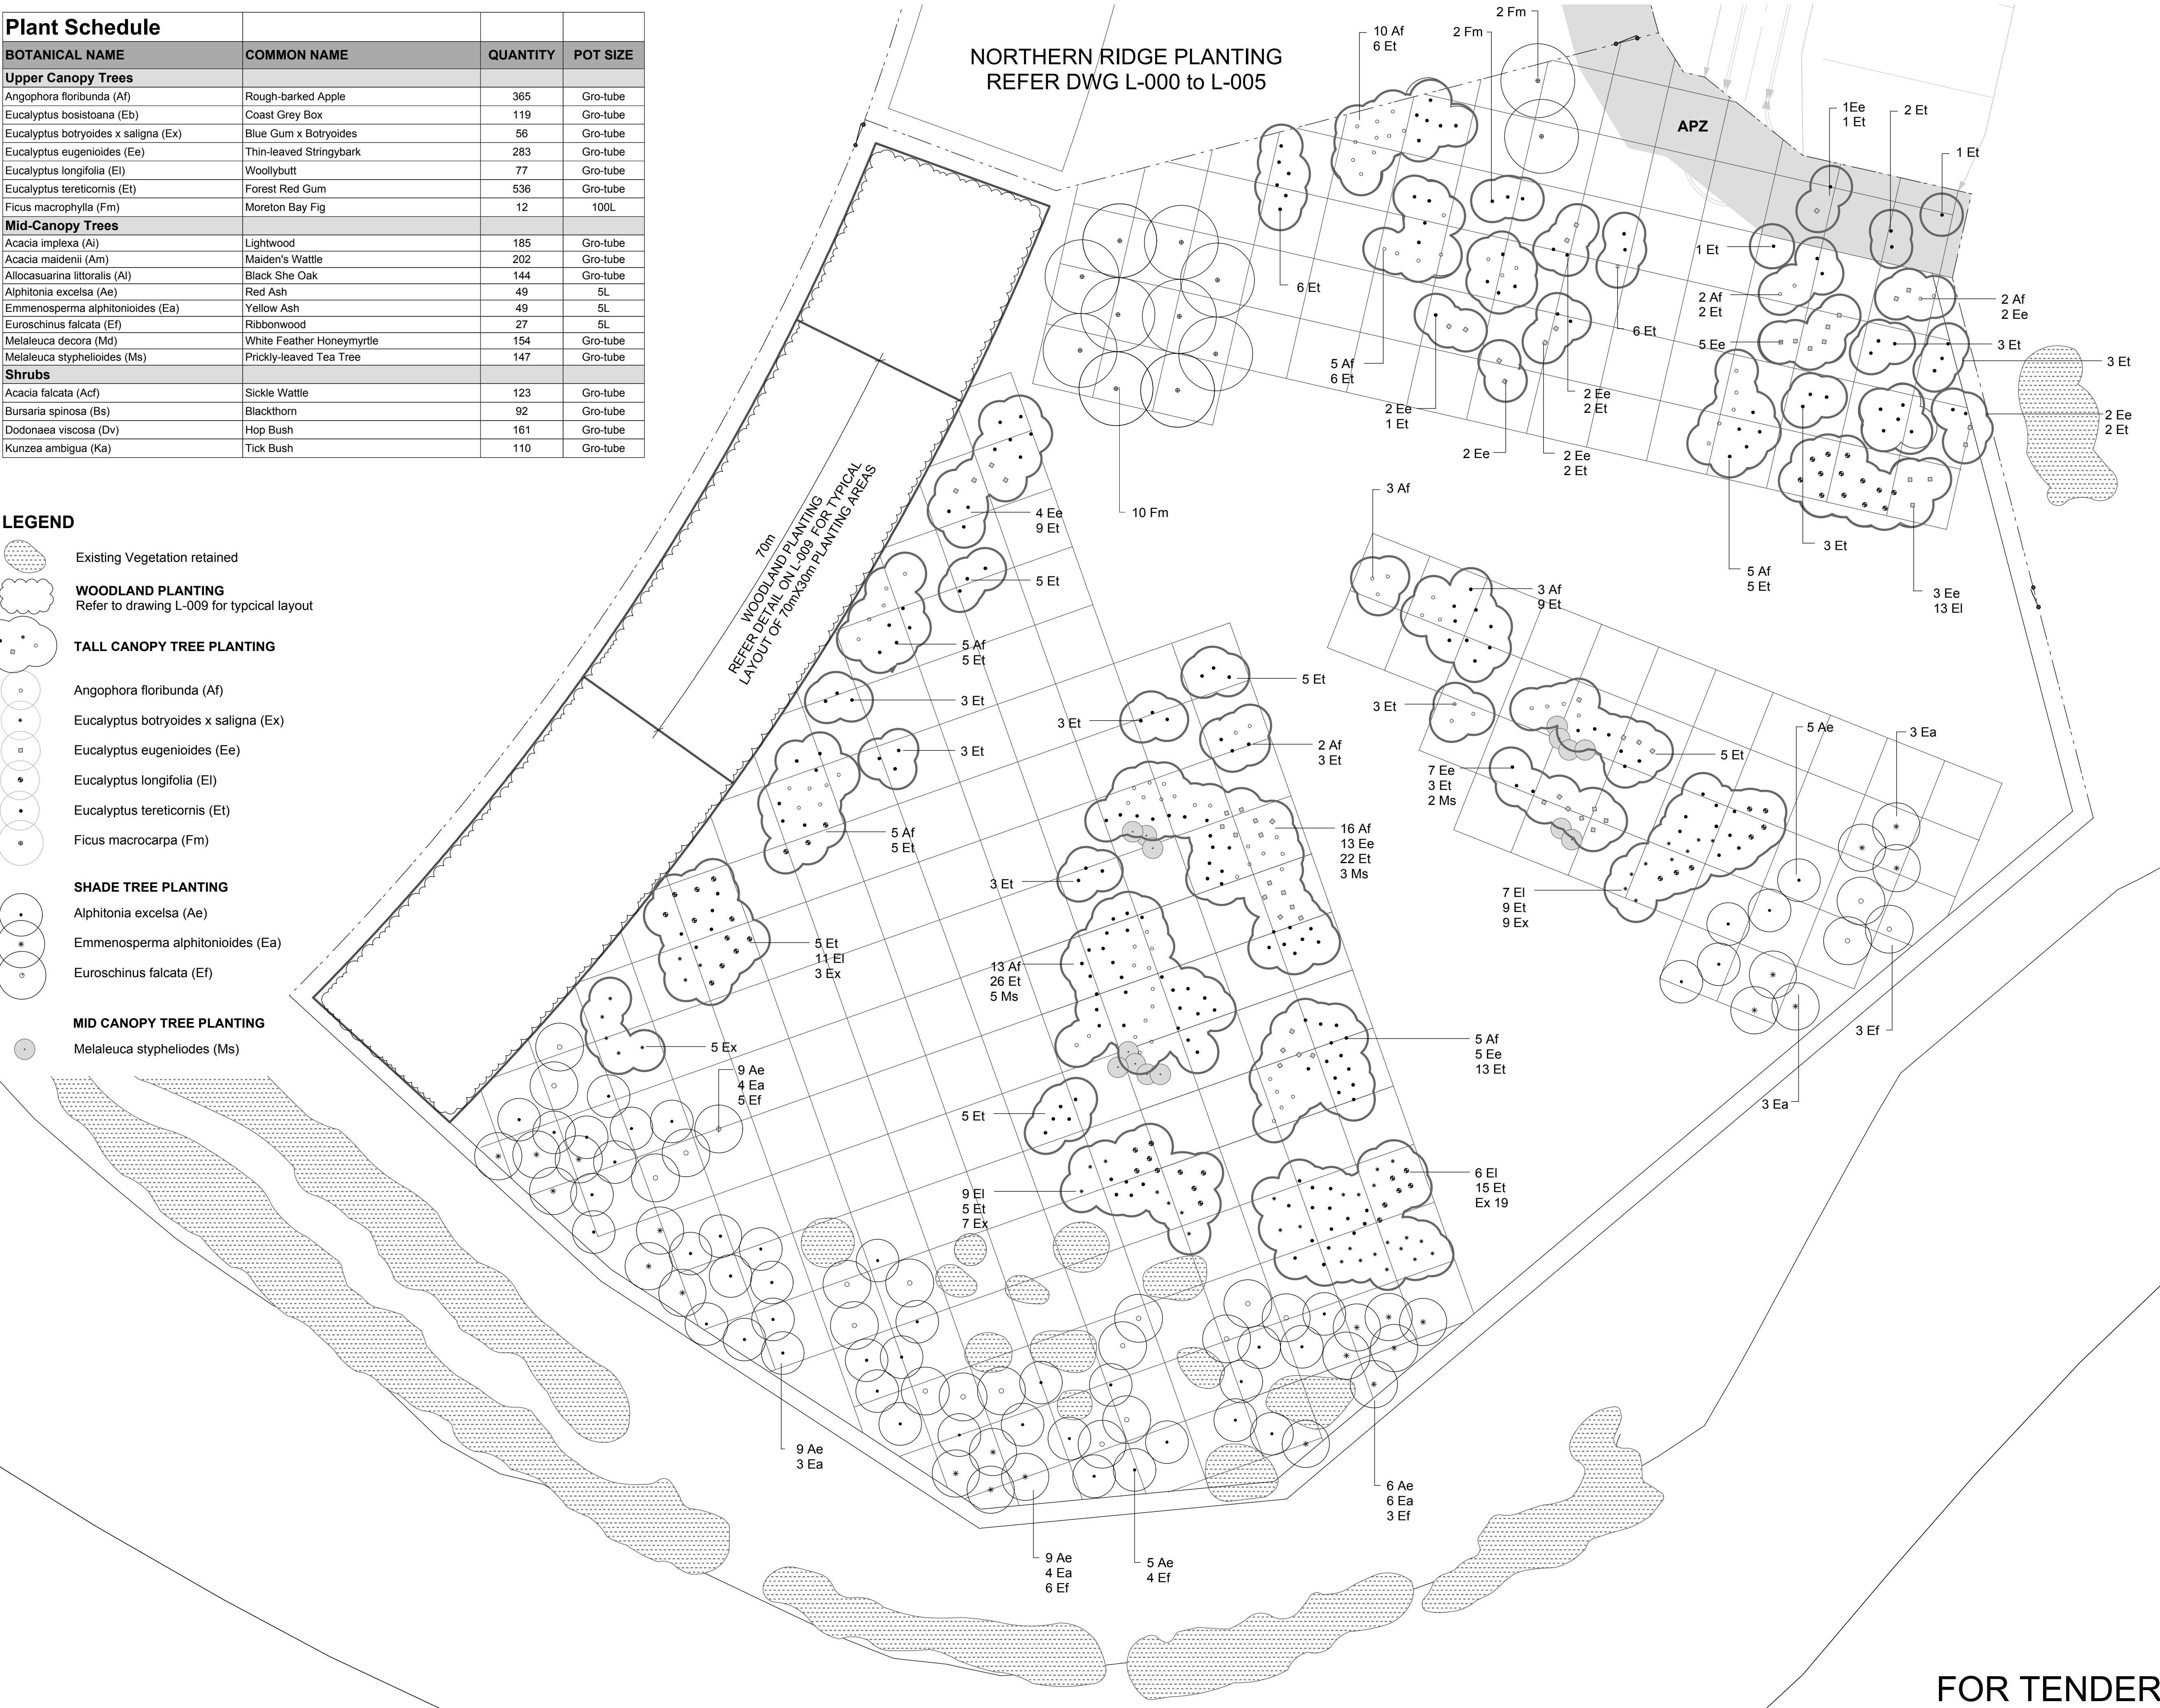 Plant Schedule
BOTANICAL NAME COMMON NAME QUANTITY POT SIZE
Upper Canopy Trees
Angophora floribunda (Af) Rough-barked Apple 365 Gro-tube
Eucalyptus bosistoana (Eb) Coast Grey Box 119 Gro-tube
Eucalyptus botryoides x saligna (Ex) Blue Gum x Botryoides 56 Gro-tube
Eucalyptus eugenioides (Ee) Thin-leaved Stringybark 283 Gro-tube
Eucalyptus longifolia (El) Woollybutt 77 Gro-tube
Eucalyptus tereticornis (Et) Forest Red Gum 536 Gro-tube
Ficus macrophylla (Fm) Moreton Bay Fig 12 100L
Mid-Canopy Trees
Acacia implexa (Ai) Lightwood 185 Gro-tube
Acacia maidenii (Am) Maiden's Wattle 202 Gro-tube
Allocasuarina littoralis (Al) Black She Oak 144 Gro-tube
Alphitonia excelsa (Ae) Red Ash 49 5L
Emmenosperma alphitonioides (Ea) Yellow Ash 49 5L
Euroschinus falcata (Ef) Ribbonwood 27 5L
Melaleuca decora (Md) White Feather Honeymyrtle 154 Gro-tube
Melaleuca styphelioides (Ms) Prickly-leaved Tea Tree 147 Gro-tube
Shrubs
Acacia falcata (Acf) Sickle Wattle 123 Gro-tube
Bursaria spinosa (Bs) Blackthorn 92 Gro-tube
Dodonaea viscosa (Dv) Hop Bush 161 Gro-tube
Kunzea ambigua (Ka) Tick Bush 110 Gro-tube
LEGEND
Existing Vegetation retained
WOODLAND PLANTING
Refer to drawing L-009 for typcical layout
TALL CANOPY TREE PLANTING
Angophora floribunda (Af)
Eucalyptus botryoides x saligna (Ex)
Eucalyptus eugenioides (Ee)
Eucalyptus longifolia (El)
Eucalyptus tereticornis (Et)
Ficus macrocarpa (Fm)
SHADE TREE PLANTING
Alphitonia excelsa (Ae)
Emmenosperma alphitonioides (Ea)
Euroschinus falcata (Ef)
MID CANOPY TREE PLANTING
Melaleuca stypheliodes (Ms)
NORTHERN RIDGE PLANTING
REFER DWG L-000 to L-005
70m
WOODLAND PLANTING
REFER DETAIL ON L-009 FOR TYPICAL
LAYOUT OF 70mX30m PLANTING AREAS
APZ
2 Fm
2 Fm
10 Af
6 Et
1Ee
1 Et
2 Et
1 Et
1 Et
6 Et
2 Af
2 Et
2 Af
2 Ee
6 Et
5 Ee
3 Et
3 Et
5 Af
6 Et
2 Ee
2 Et
2 Ee
1 Et
2 Ee
2 Et
2 Ee
2 Ee
2 Et
3 Af
10 Fm
4 Ee
9 Et
3 Et
5 Af
5 Et
3 Ee
13 El
5 Et
3 Af
9 Et
5 Af
5 Et
5 Et
3 Et
3 Et
3 Et
5 Ae
3 Ea
3 Et
2 Af
3 Et
5 Et
7 Ee
3 Et
2 Ms
5 Af
5 Et
16 Af
13 Ee
22 Et
3 Ms
3 Et
7 El
9 Et
9 Ex
5 Et
11 El
3 Ex
13 Af
26 Et
5 Ms
3 Ef
5 Ex
5 Af
5 Ee
13 Et
9 Ae
4 Ea
5 Ef
3 Ea
5 Et
6 El
15 Et
Ex 19
9 El
5 Et
7 Ex
9 Ae
3 Ea
6 Ae
6 Ea
3 Ef
9 Ae
4 Ea
6 Ef
5 Ae
4 Ef
FOR TENDER